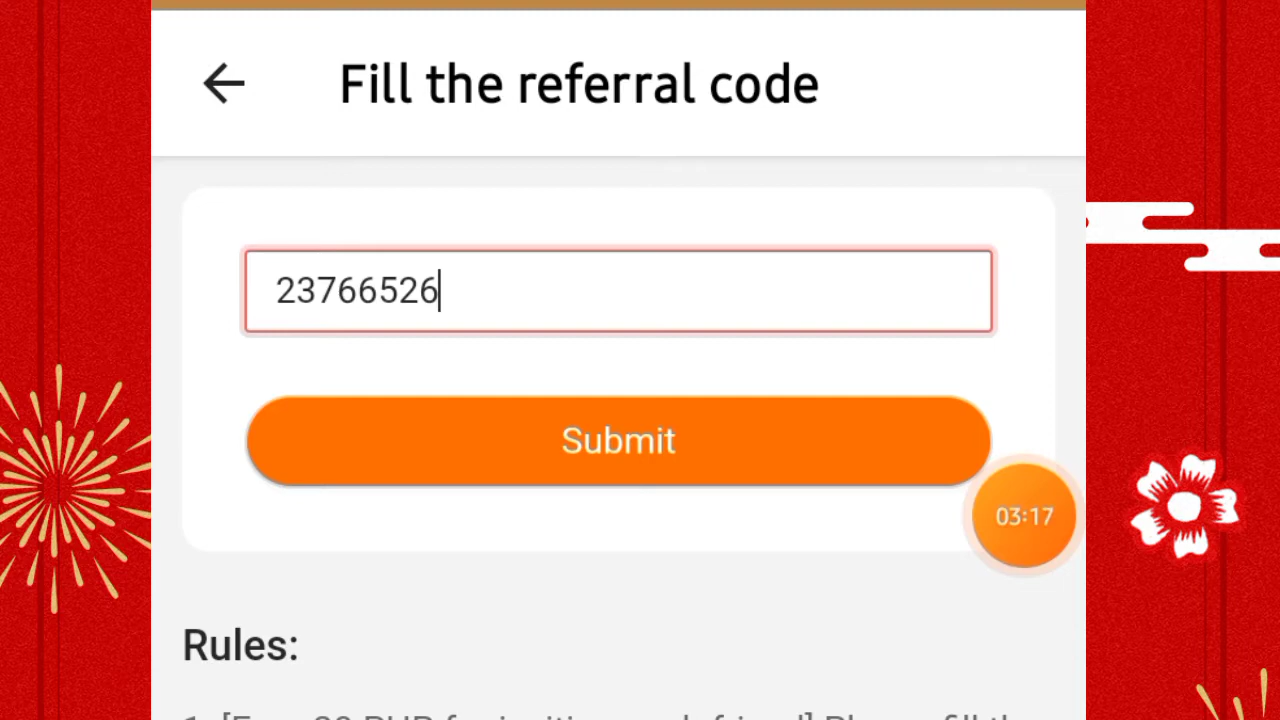 Fill the referral code
23766526
Submit
03:17
Rules: